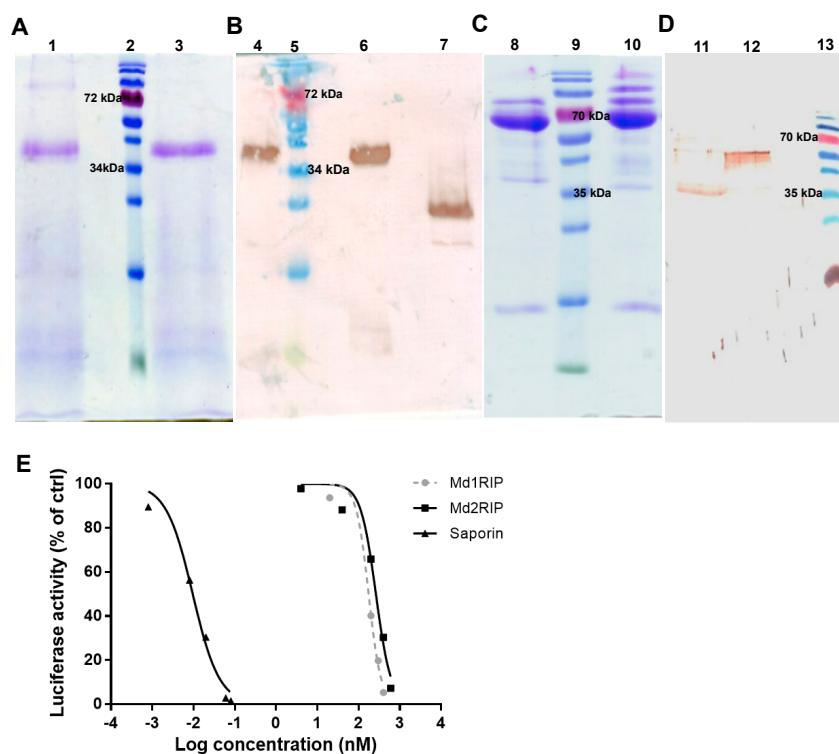 A
1
2
3
72 kDa
34kDa
B
4
5
6
7
72 kDa
34 kDa
C
8
9
10
70 kDa
35 kDa
D
11
12
13
70 kDa
35 kDa
E
Luciferase activity (% of ctrl)
100
80
60
40
20
0
-4 -3 -2 -1 0 1 2 3 4
Log concentration (nM)
Md1RIP
Md2RIP
Saporin